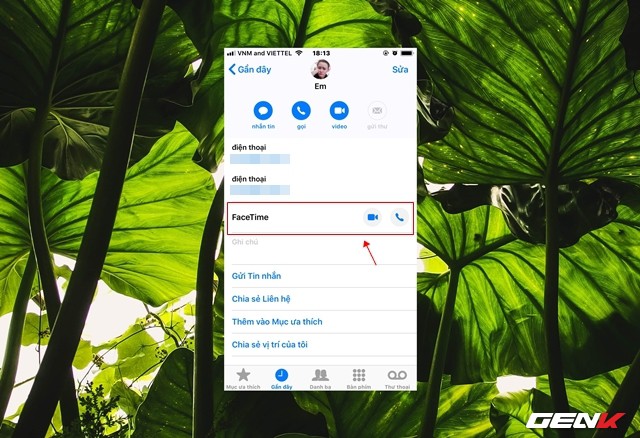 VNM and VIETTEL 18:13
Gần đây Sửa
Em
nhắn tin gọi video gửi thư
điện thoại
điện thoại
FaceTime
Ghi chú
Gửi Tin nhắn
Chia sẻ Liên hệ
Thêm vào Mục ưa thích
Chia sẻ vị trí của tôi
Mục ưa thích Gần đây Danh bạ Bàn phím Thư thoại
GENK